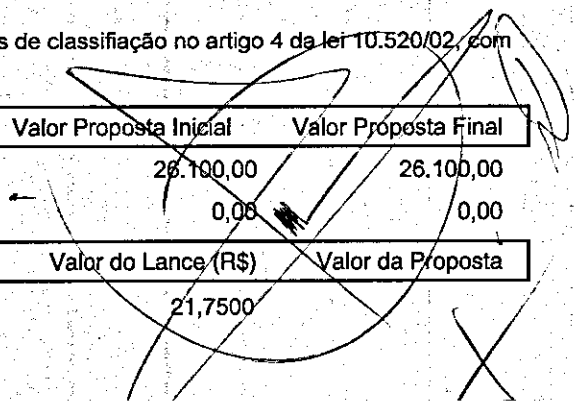 s de classifiação no artigo 4 da lei 10.520/02, com
Valor Proposta Inicial Valor Proposta Final
26.100,00 26.100,00
0,00 0,00
Valor do Lance (R$) Valor da Proposta
21,7500